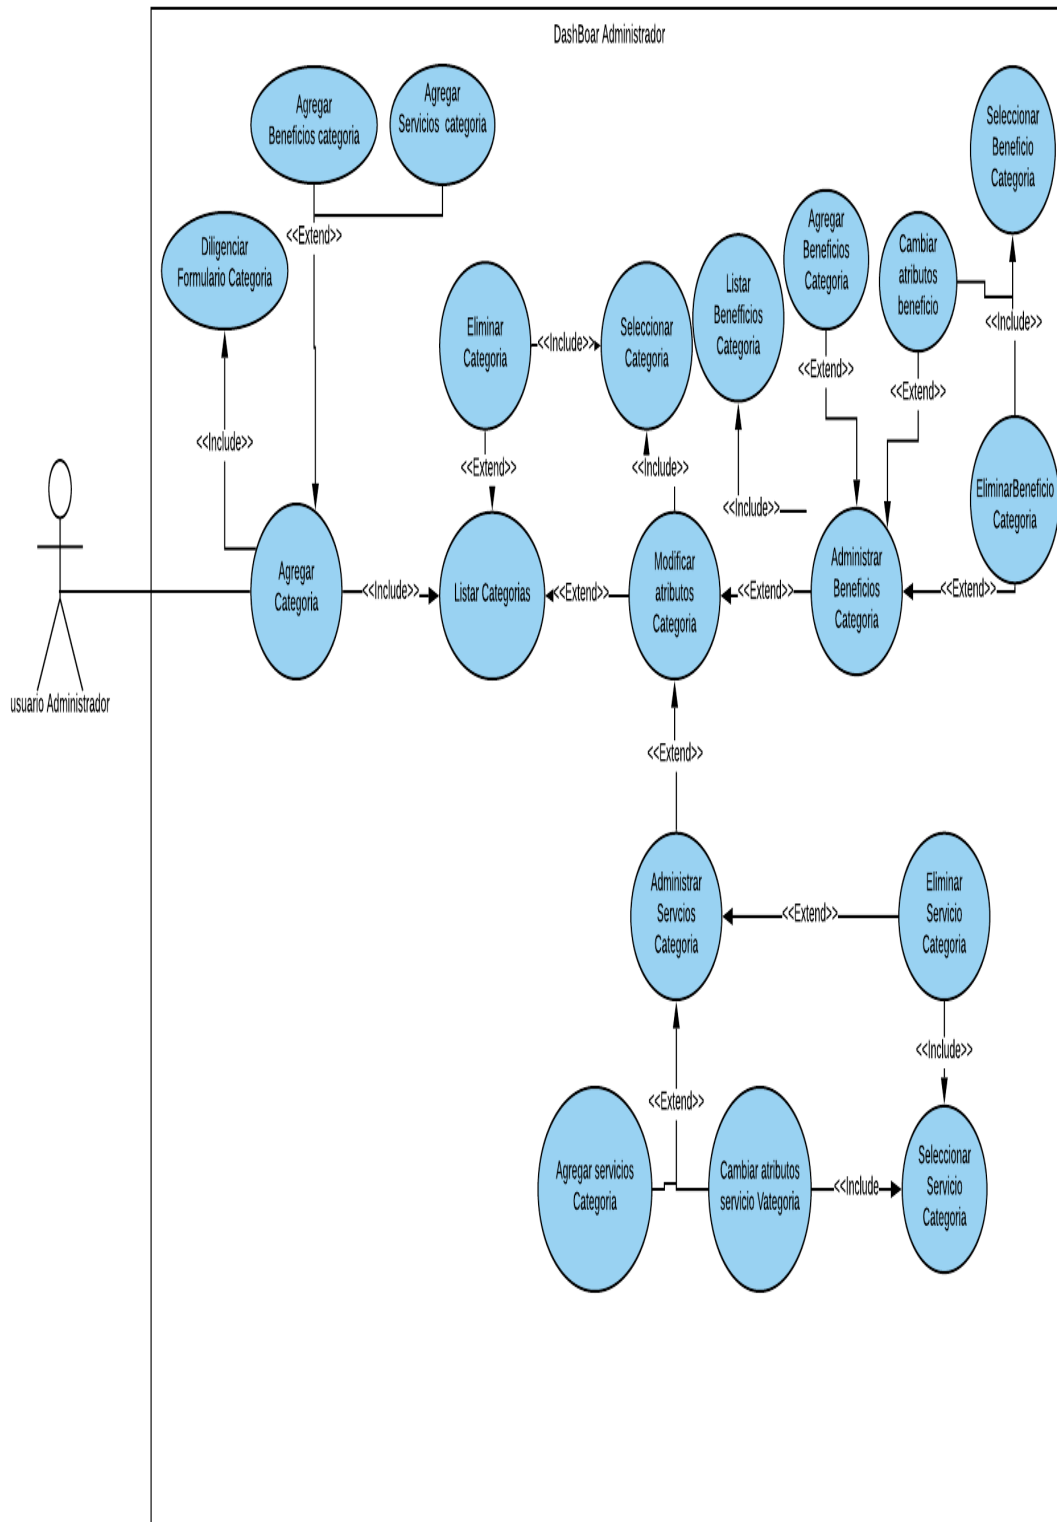 DashBoar Administrador
Agregar
Beneficios categoria
Agregar
Servicios categoria
Seleccionar
Beneficio
Categoria
<<Extend>>
Diligenciar
Formulario Categoria
Agregar
Beneficios
Categoria
Cambiar
atributos
beneficio
Eliminar
Categoria
<<Include>>
Seleccionar
Categoria
Listar
Benefficios
Categoria
<<Include>>
<<Extend>>
<<Extend>>
<<Include>>
<<Extend>>
<<Include>>
<<Include>>
EliminarBeneficio
Categoria
Agregar
Categoria
<<Include>>
Listar Categorias
<<Extend>>
Modificar
atributos
Categoria
<<Extend>>
Administrar
Beneficios
Categoria
<<Extend>>
usuario Administrador
<<Extend>>
Administrar
Servcios
Categoria
<<Extend>>
Eliminar
Servicio
Categoria
<<Include>>
<<Extend>>
Agregar servicios
Categoria
Cambiar atributos
servicio Vategoria
<<Include
Seleccionar
Servicio
Categoria